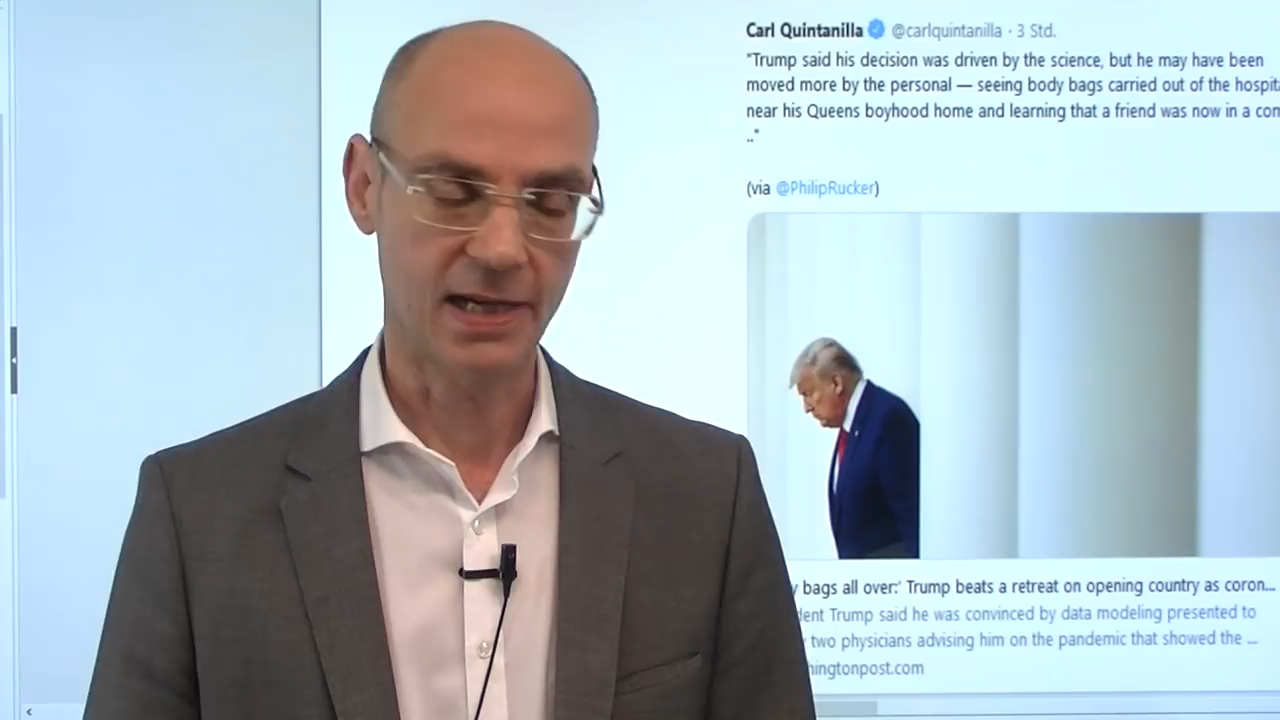 Carl Quintanilla @carlquintanilla · 3 Std.
"Trump said his decision was driven by the science, but he may have been
moved more by the personal — seeing body bags carried out of the
near his Queens boyhood home and learning that a friend was now in a
.."
(via @PhilipRucker)
bags all over:' Trump beats a retreat on opening country as coron...
Trump said he was convinced by data modeling presented to
two physicians advising him on the pandemic that showed the ...